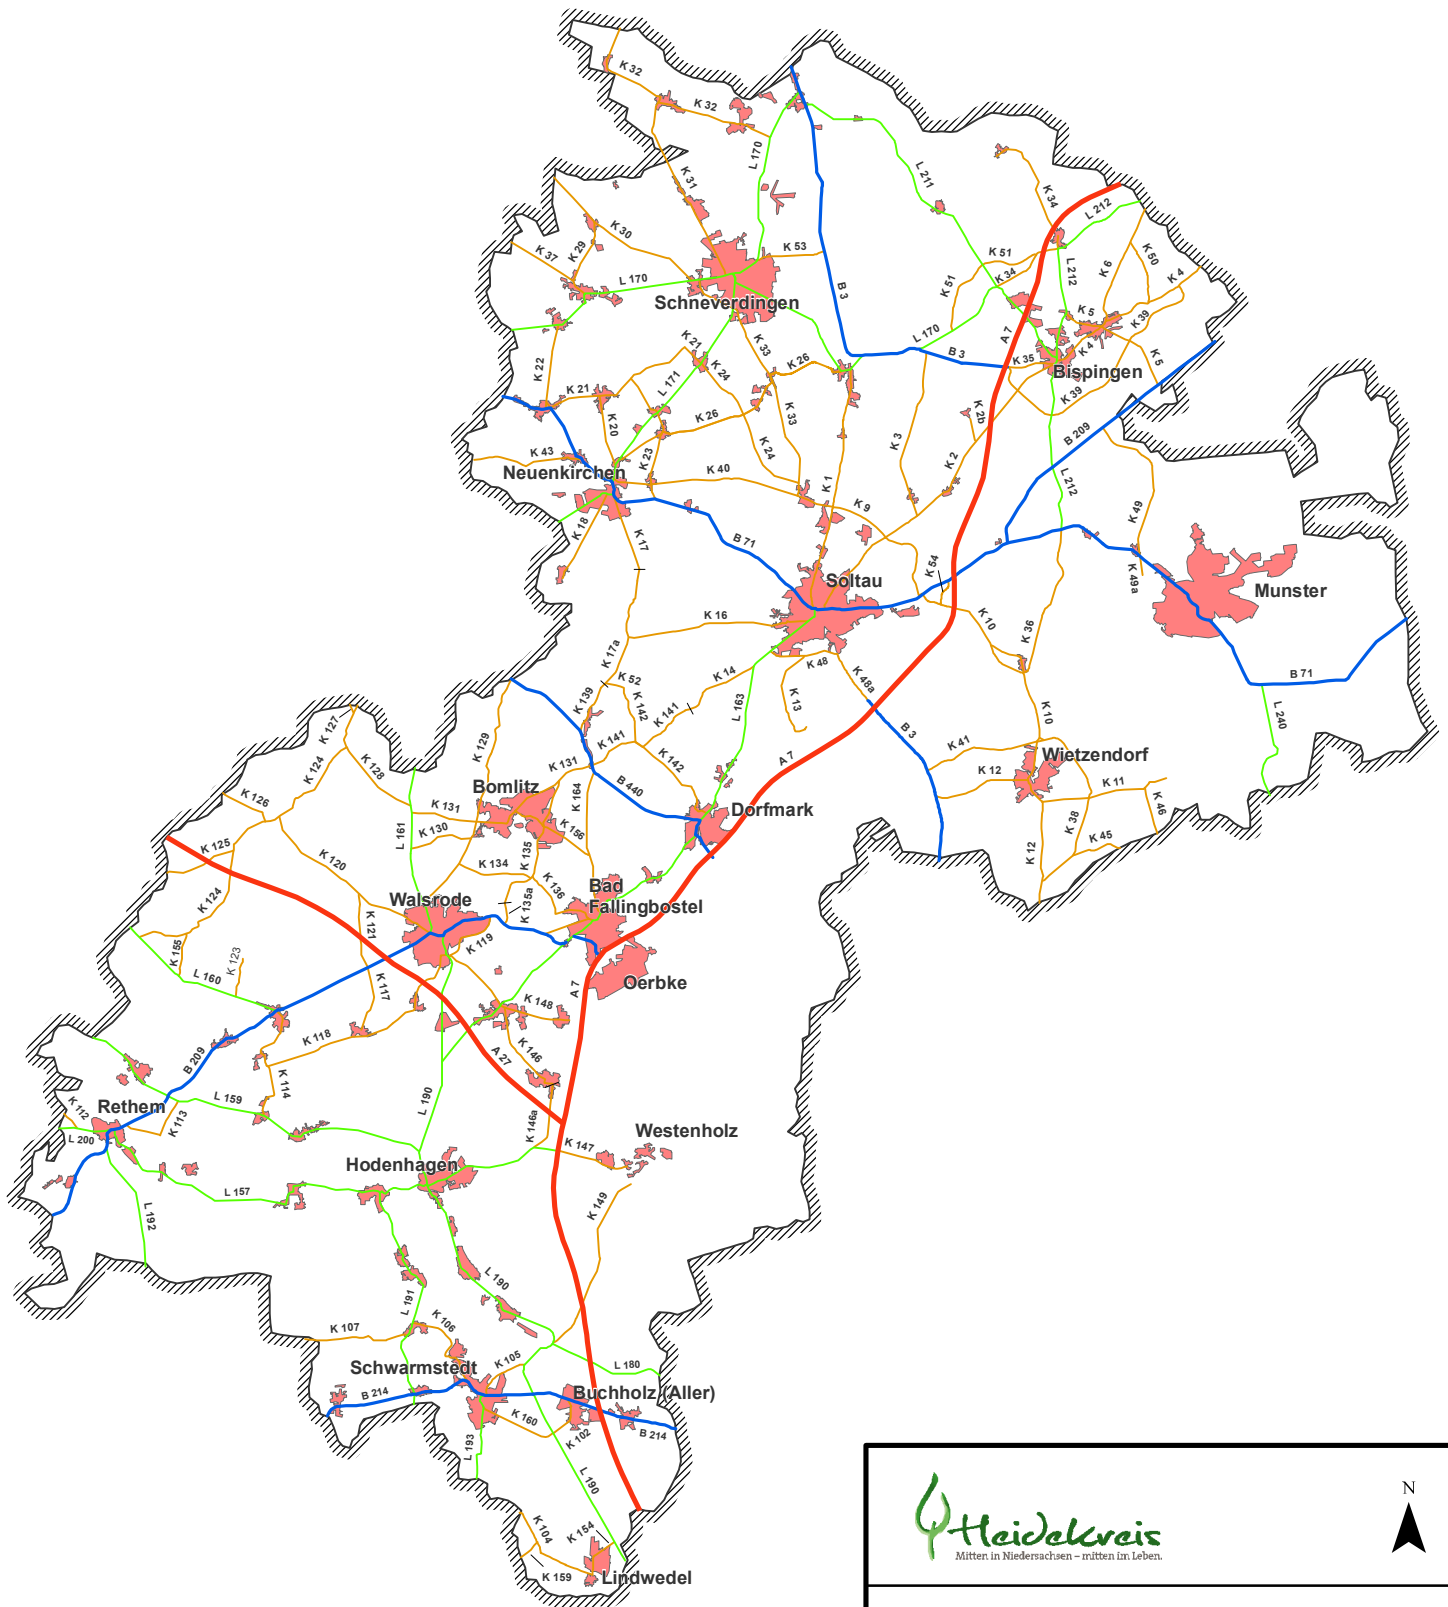 K 32
K 32
L 170
K 31
L 211
K 34
L 212
K 30
K 29
K 37
K 53
K 51
K 34
K 51
L 212
K 6
K 50
K 4
L 170
Schneverdingen
B 3
L 170
A 7
K 5
K 39
K 4
K 5
K 21
K 33
K 26
B 3
K 35
Bispingen
K 22
K 24
L 171
K 21
K 39
K 20
K 26
K 33
K 2b
K 3
B 209
K 43
K 23
K 24
K 2
Neuenkirchen
K 40
K 1
L 212
K 9
K 49
K 18
K 17
B 71
K 54
K 49a
Soltau
Munster
K 16
K 10
K 36
K 17a
K 48
K 14
K 52
K 48a
B 71
K 139
K 142
K 141
L 163
K 13
K 10
L 240
K 127
K 129
B 3
K 124
K 128
K 141
K 142
A 7
K 41
Wietzendorf
K 131
B 440
K 12
K 11
Bomlitz
K 126
K 131
K 164
Dorfmark
K 46
L 161
K 130
K 156
K 38
K 45
K 125
K 135
K 12
K 134
K 120
K 136
Bad
Fallingbostel
K 124
Walsrode
K 135a
K 121
K 119
K 155
K 123
L 160
K 117
Oerbke
A 7
K 148
K 118
A 27
K 146
B 209
K 114
L 159
L 190
Rethem
K 112
K 113
K 146a
L 200
K 147
Westenholz
Hodenhagen
L 157
K 149
L 192
L 190
L 191
K 107
K 106
Schwarmstedt
K 105
L 180
B 214
Buchholz (Aller)
K 160
K 102
B 214
L 193
L 190
K 104
K 154
K 159
Lindwedel
N
Heidekreis
Mitten in Niedersachsen – mitten im Leben.